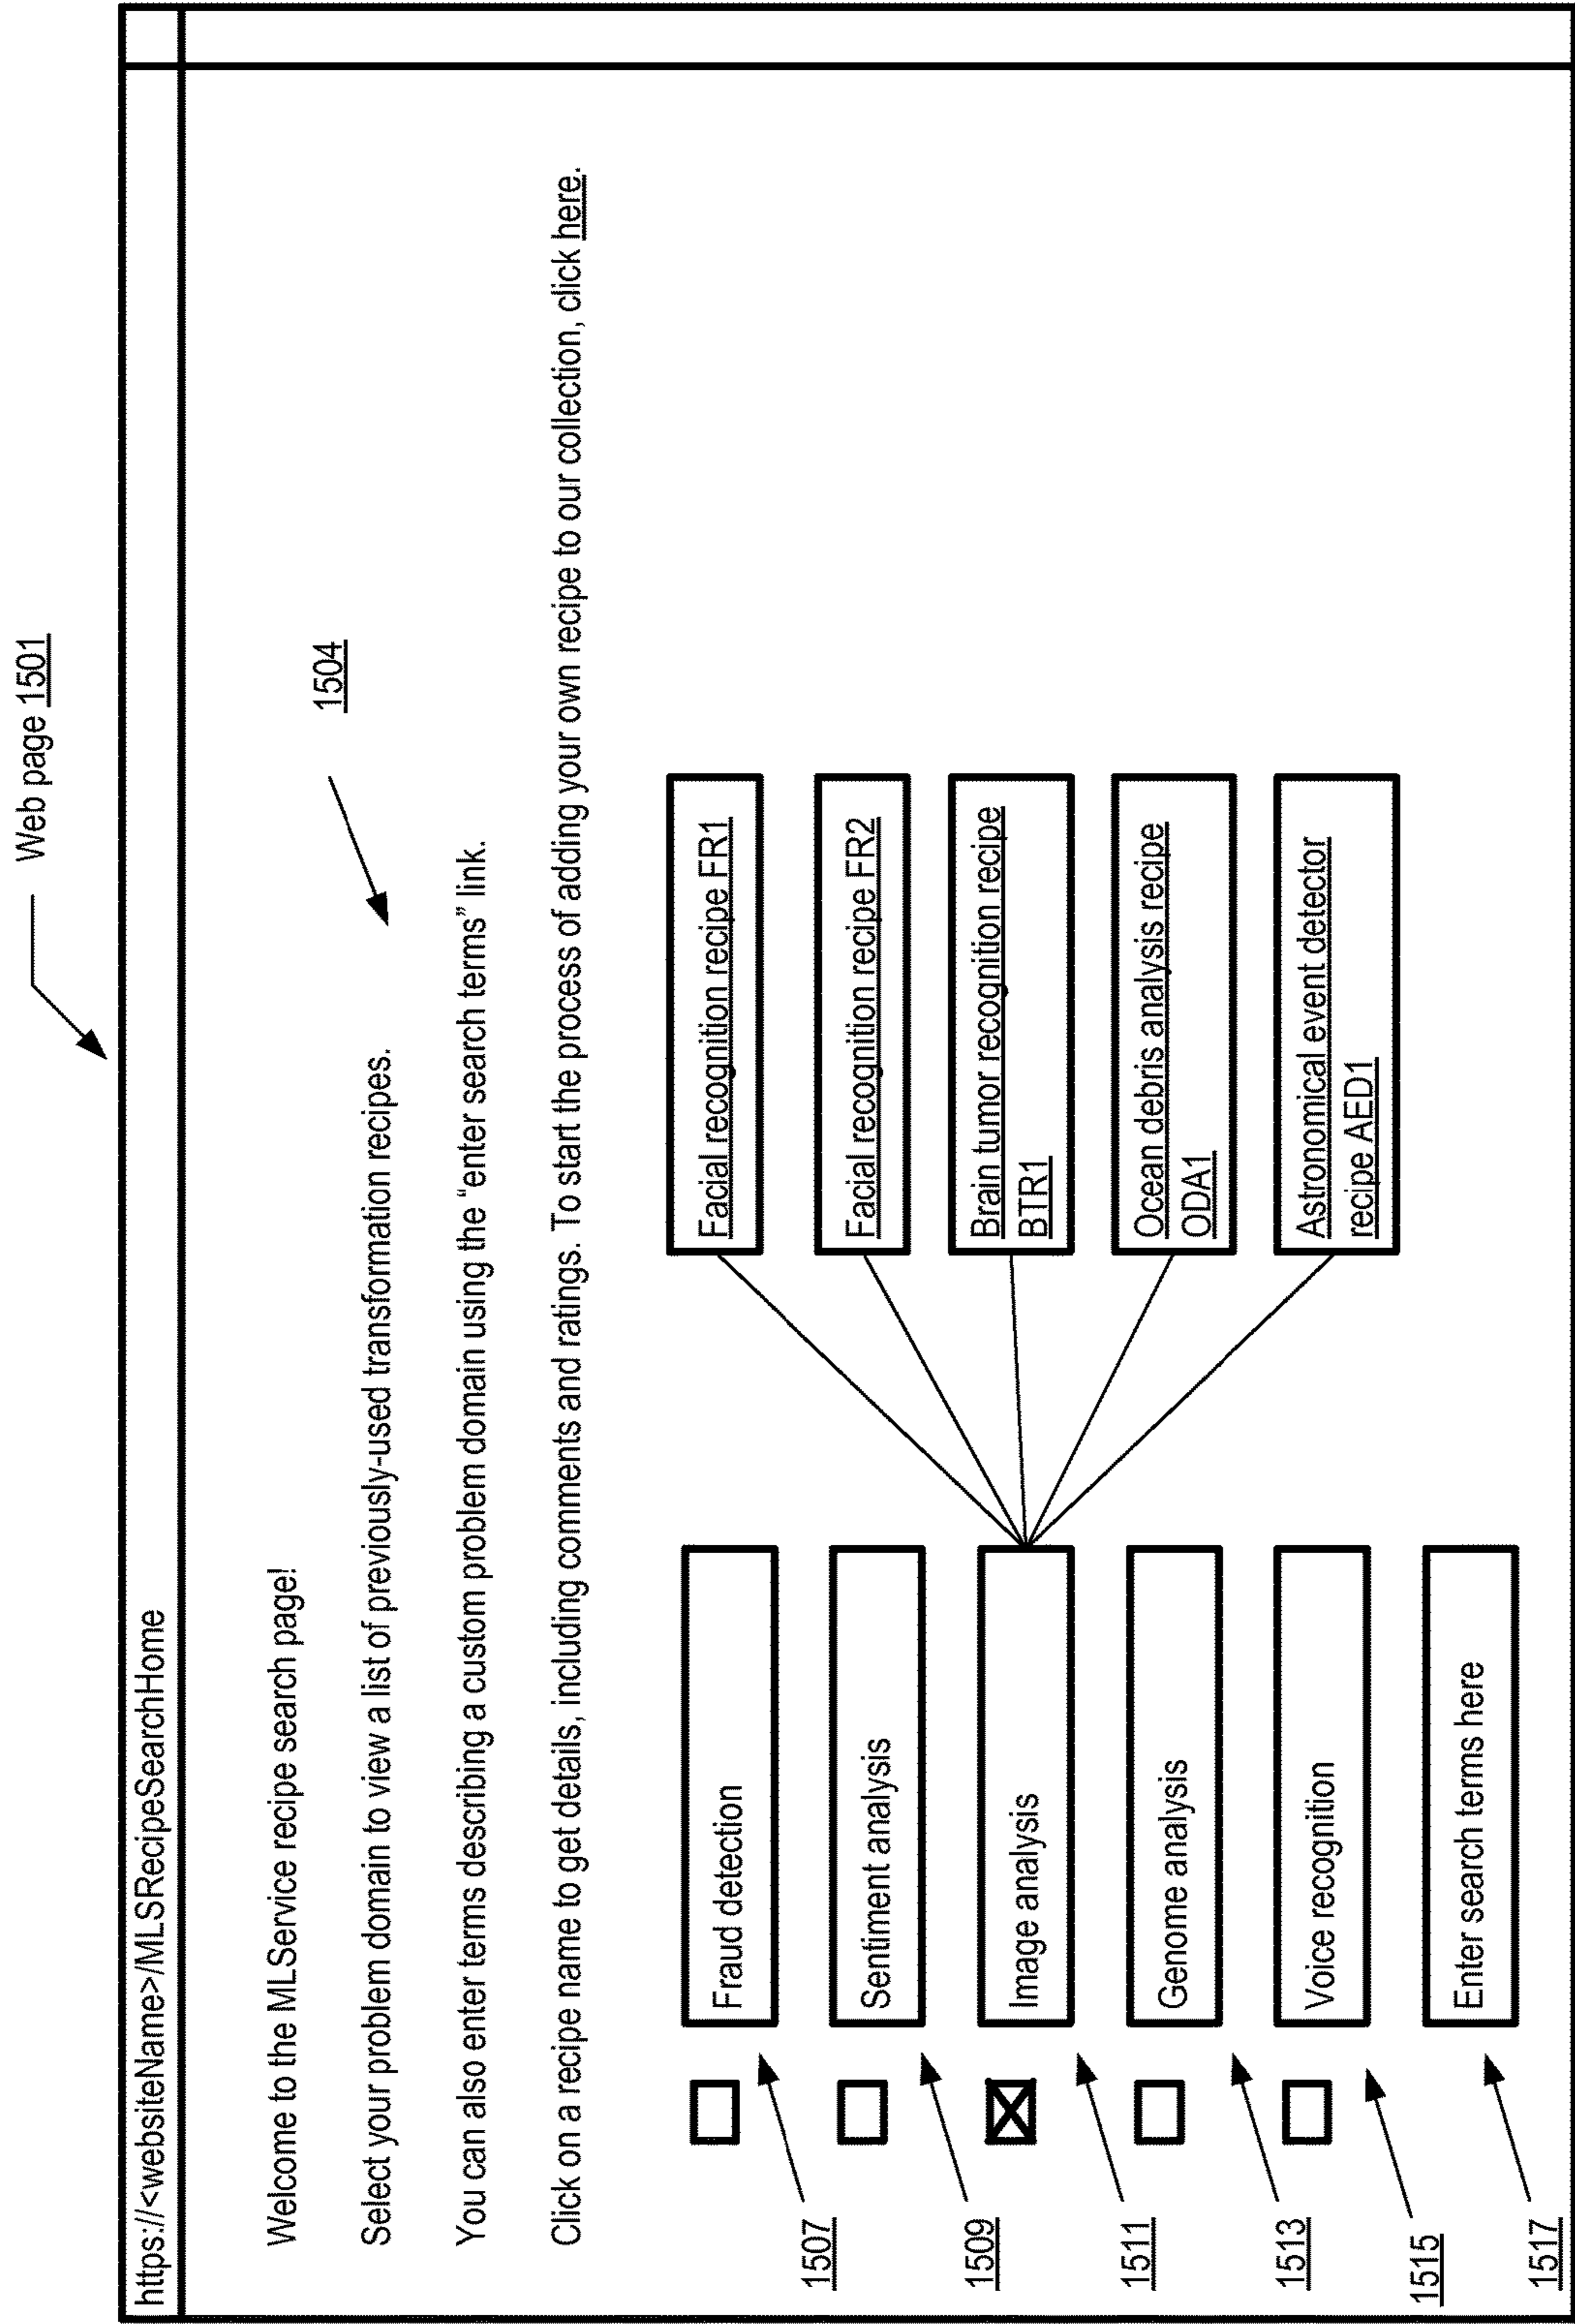 Web page 1501
https://<websiteName>/MLSRecipeSearchHome
Welcome to the MLService recipe search page!
1504
Select your problem domain to view a list of previously-used transformation recipes.
You can also enter terms describing a custom problem domain using the “enter search terms” link.
Click on a recipe name to get details, including comments and ratings. To start the process of adding your own recipe to our collection, click here.
1507
Fraud detection
1509
Sentiment analysis
1511
Image analysis
1513
Genome analysis
1515
Voice recognition
1517
Enter search terms here
Facial recognition recipe FR1
Facial recognition recipe FR2
Brain tumor recognition recipe
BTR1
Ocean debris analysis recipe
ODA1
Astronomical event detector
recipe AED1